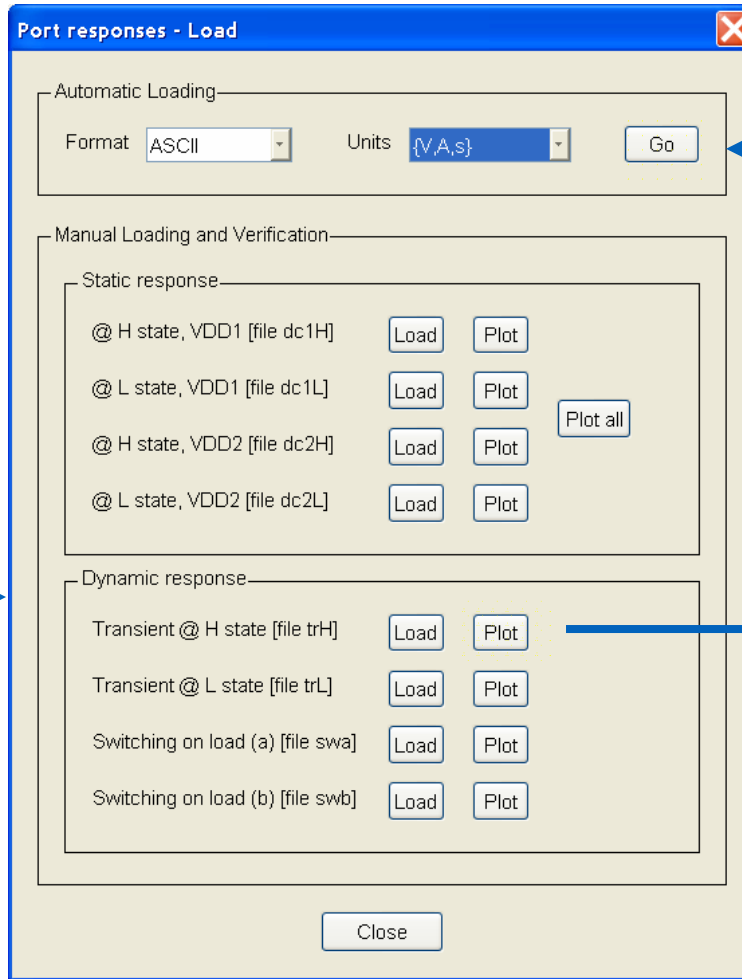 Port responses - Load
Automatic Loading
Format ASCII Units {V,A,s} Go
Manual Loading and Verification
Static response
@ H state, VDD1 [file dc1H] Load Plot
@ L state, VDD1 [file dc1L] Load Plot
Plot all
@ H state, VDD2 [file dc2H] Load Plot
@ L state, VDD2 [file dc2L] Load Plot
Dynamic response
Transient @ H state [file trH] Load Plot
Transient @ L state [file trL] Load Plot
Switching on load (a) [file swa] Load Plot
Switching on load (b) [file swb] Load Plot
Close